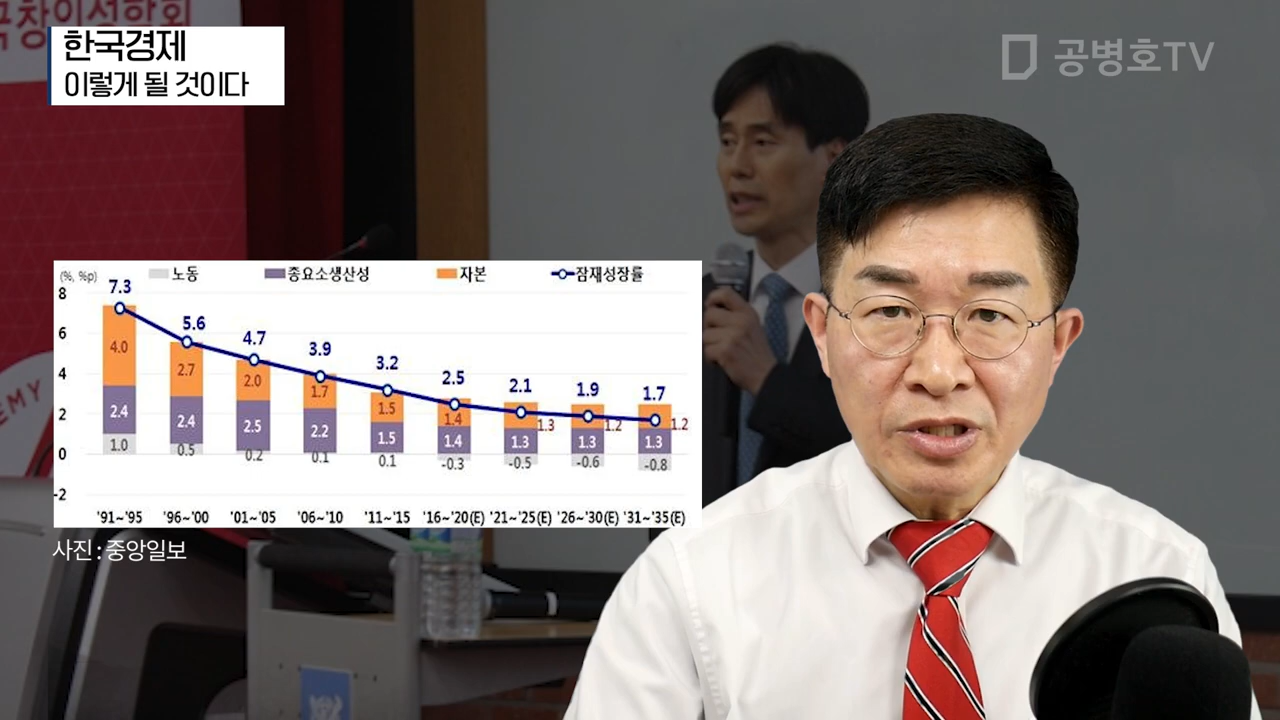 국창의성학회
한국경제
이렇게 될 것이다
공병호TV
(%, %p)
노동 총요소생산성 자본 잠재성장률
8
6
4
2
0
-2
7.3 5.6 4.7 3.9 3.2 2.5 2.1 1.9 1.7
4.0 2.7 2.0 1.7 1.5 1.4 1.3 1.2 1.2
2.4 2.4 2.5 2.2 1.5 1.4 1.3 1.3 1.3
1.0 0.5 0.2 0.1 0.1 -0.3 -0.5 -0.6 -0.8
'91~'95 '96~'00 '01~'05 '06~'10 '11~'15 '16~'20(E) '21~'25(E) '26~'30(E) '31~'35(E)
EMY
사진 : 중앙일보